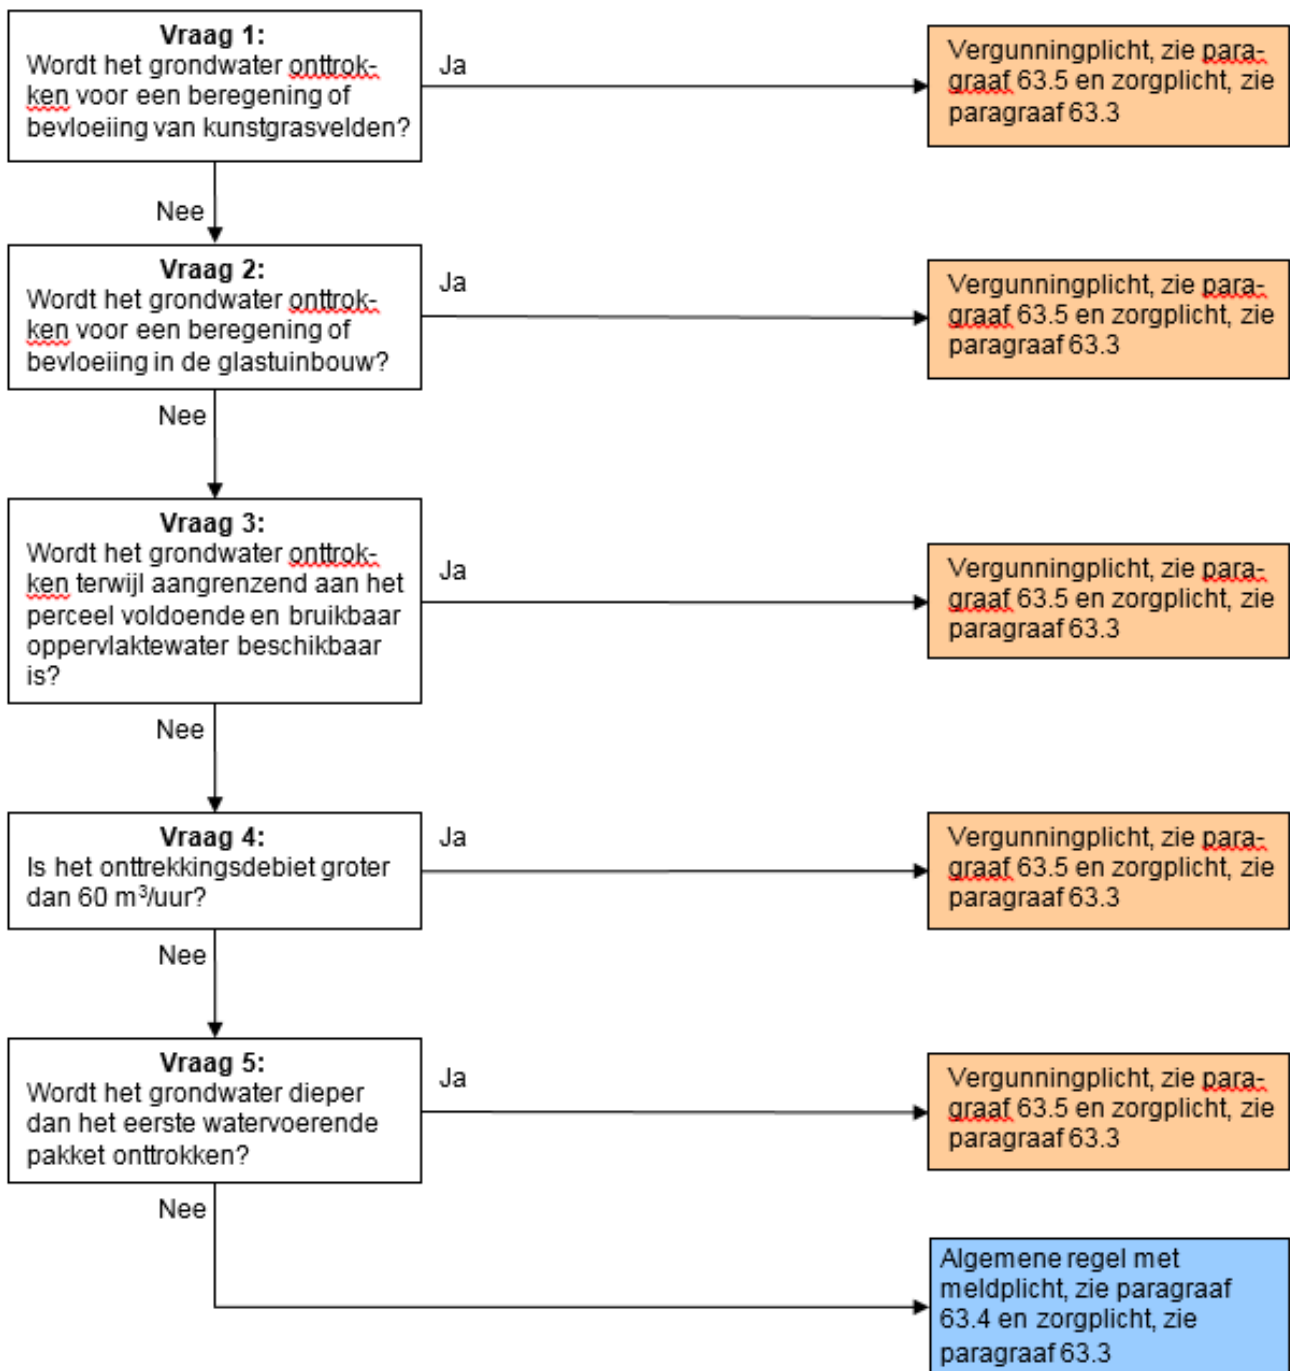 Vraag 1:
Wordt het grondwater onttrok-
ken voor een beregening of
bevloeiing van kunstgrasvelden?
Ja
Vergunningplicht, zie para-
graaf 63.5 en zorgplicht, zie
paragraaf 63.3
Nee
Vraag 2:
Wordt het grondwater onttrok-
ken voor een beregening of
bevloeiing in de glastuinbouw?
Ja
Vergunningplicht, zie para-
graaf 63.5 en zorgplicht, zie
paragraaf 63.3
Nee
Vraag 3:
Wordt het grondwater onttrok-
ken terwijl aangrenzend aan het
perceel voldoende en bruikbaar
oppervlaktewater beschikbaar
is?
Ja
Vergunningplicht, zie para-
graaf 63.5 en zorgplicht, zie
paragraaf 63.3
Nee
Vraag 4:
Is het onttrekkingsdebiet groter
dan 60 m³/uur?
Ja
Vergunningplicht, zie para-
graaf 63.5 en zorgplicht, zie
paragraaf 63.3
Nee
Vraag 5:
Wordt het grondwater dieper
dan het eerste watervoerende
pakket onttrokken?
Ja
Vergunningplicht, zie para-
graaf 63.5 en zorgplicht, zie
paragraaf 63.3
Nee
Algemene regel met
meldplicht, zie paragraaf
63.4 en zorgplicht, zie
paragraaf 63.3